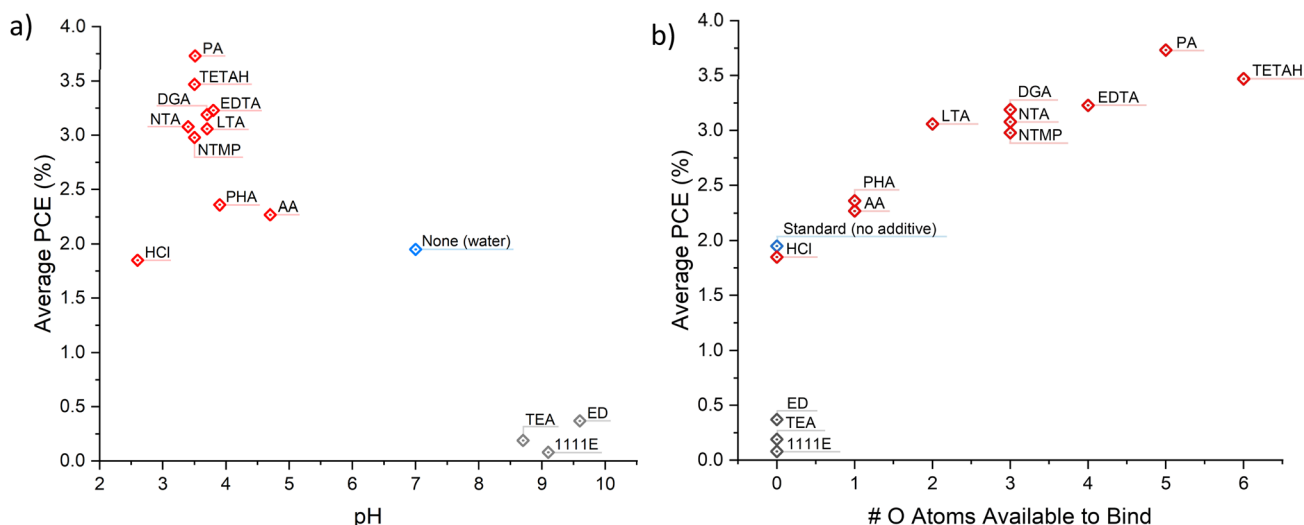 a)
4.0
3.5
3.0
2.5
2.0
1.5
1.0
0.5
0.0
Average PCE (%)
PA
TETAH
DGA
EDTA
NTA
LTA
NTMP
PHA
AA
HCl
None (water)
TEA
ED
1111E
2 3 4 5 6 7 8 9 10
pH
b)
4.0
3.5
3.0
2.5
2.0
1.5
1.0
0.5
0.0
Average PCE (%)
PA
TETAH
DGA
EDTA
LTA
NTA
NTMP
PHA
AA
Standard (no additive)
HCl
ED
TEA
1111E
0 1 2 3 4 5 6
# O Atoms Available to Bind